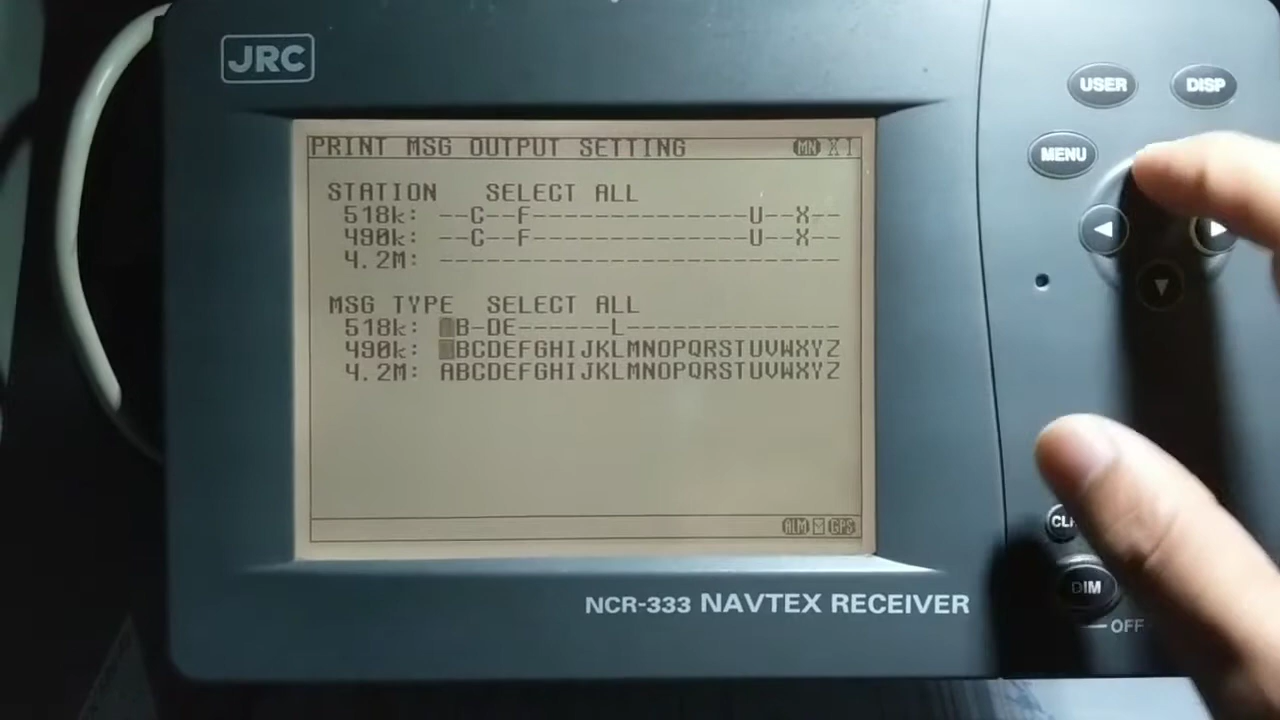 JRC
USER DISP
MENU
PRINT MSG OUTPUT SETTING MN X I
STATION SELECT ALL
518k: --C--F--------------U--X--
490k: --C--F--------------U--X--
4.2M: --------------------------
MSG TYPE SELECT ALL
518k: B-DE------L--------------
490k: BCDEFGHIJKLMNOPQRSTUVWXYZ
4.2M: ABCDEFGHIJKLMNOPQRSTUVWXYZ
ALM GPS
DIM
OFF
NCR-333 NAVTEX RECEIVER